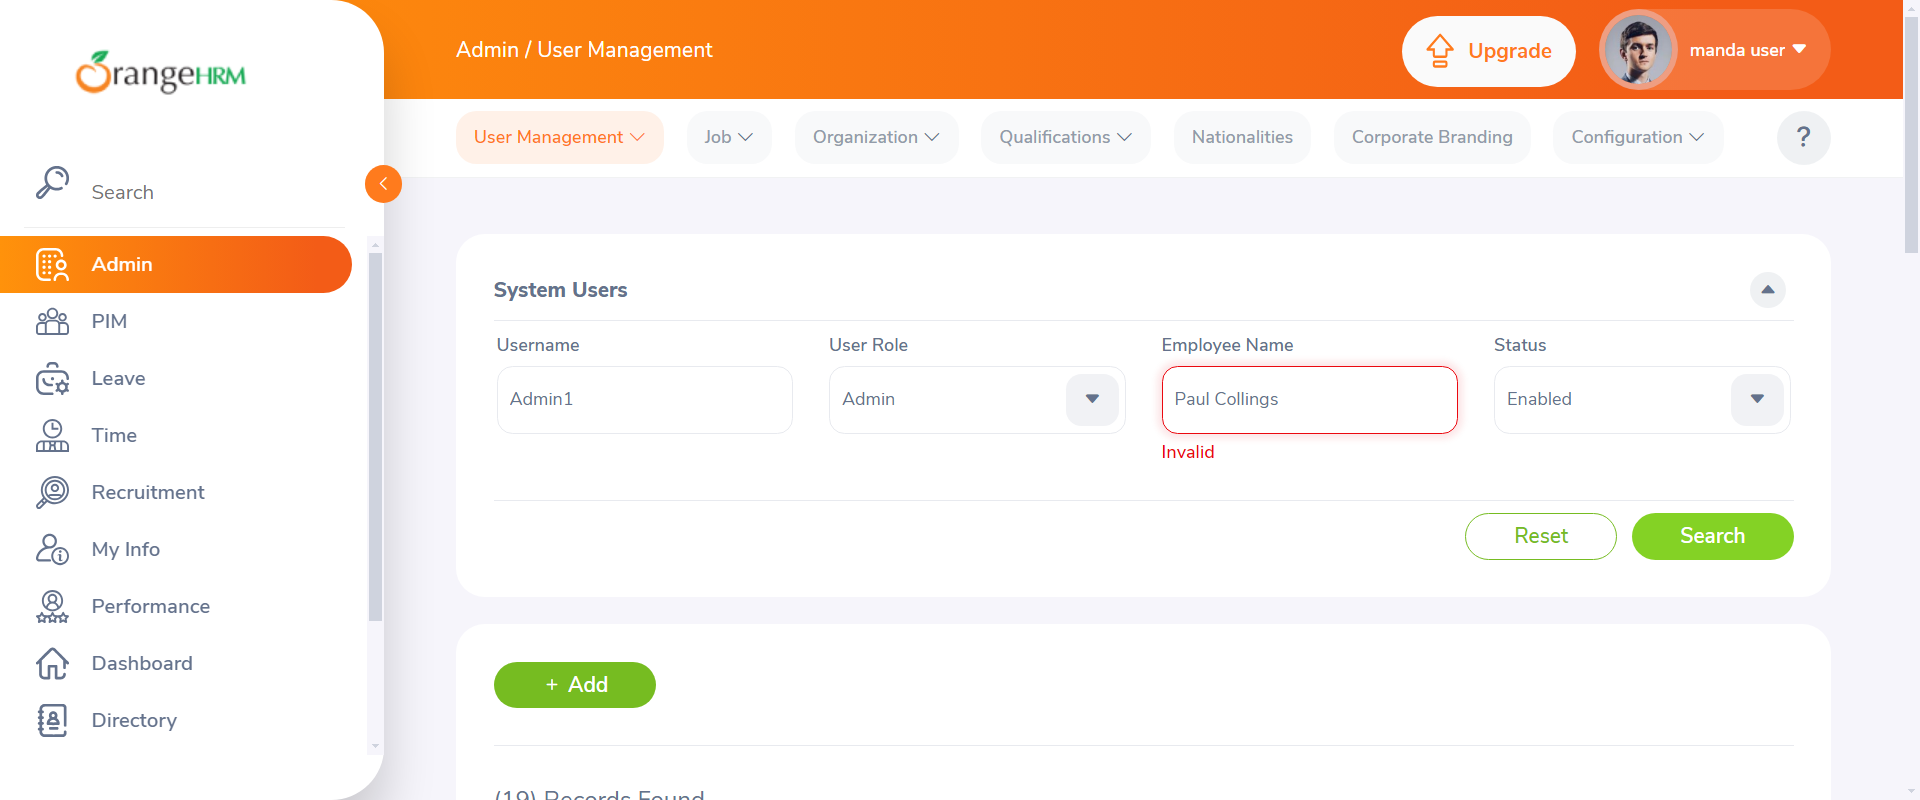 OrangeHRM
Admin / User Management
Upgrade
manda user
User Management
Job
Organization
Qualifications
Nationalities
Corporate Branding
Configuration
?
Search
Admin
PIM
Leave
Time
Recruitment
My Info
Performance
Dashboard
Directory
System Users
Username
User Role
Employee Name
Status
Admin1
Admin
Paul Collings
Enabled
Invalid
Reset
Search
+ Add
(19) Records Found